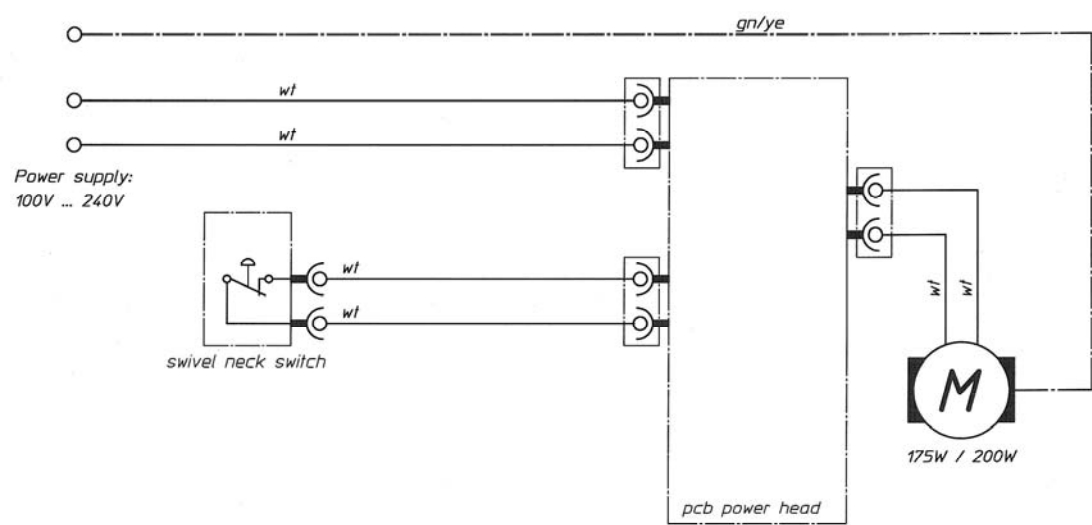 gn/ye
wt
wt
Power supply:
100V ... 240V
wt
wt
swivel neck switch
wt
wt
M
175W / 200W
pcb power head